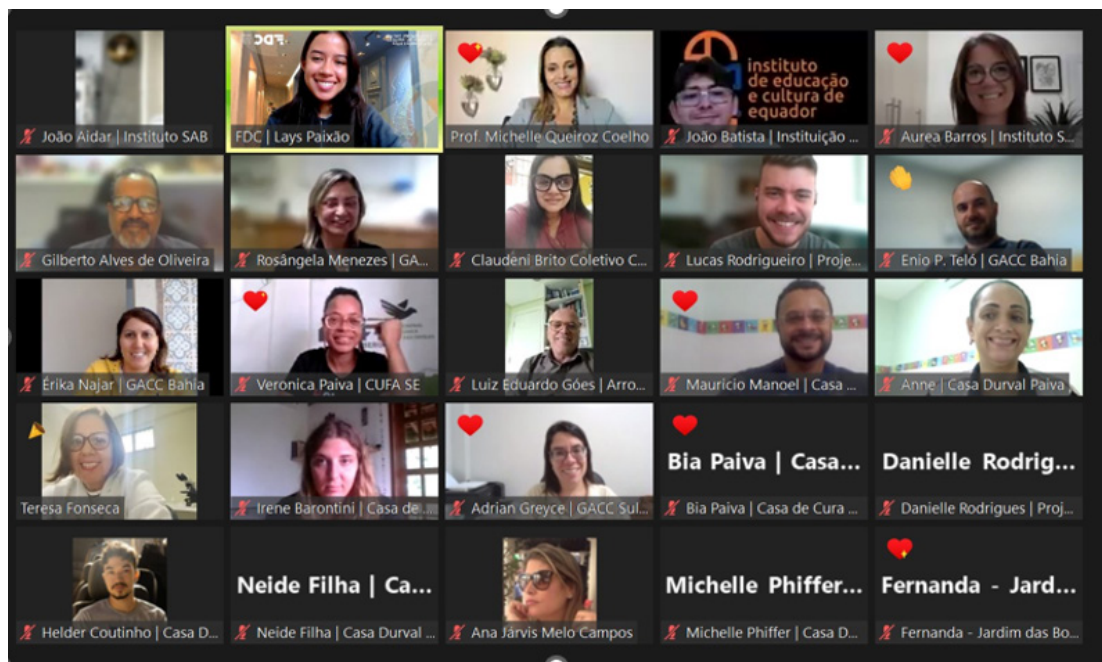 João Aidar | Instituto SAB
FDC
FDC | Lays Paixão
Prof. Michelle Queiroz Coelho
instituto
de educação
e cultura de
equador
João Batista | Instituição ...
Aurea Barros | Instituto S...
Gilberto Alves de Oliveira
Rosângela Menezes | GA...
Claudeni Brito Coletivo C...
Lucas Rodrigueiro | Proje...
Enio P. Teló | GACC Bahia
Érika Najar | GACC Bahia
Veronica Paiva | CUFA SE
Luiz Eduardo Góes | Arro...
Mauricio Manoel | Casa ...
Anne | Casa Durval Paiva
Teresa Fonseca
Irene Barontini | Casa de ...
Adrian Greyce | GACC Sul...
Bia Paiva | Casa...
Bia Paiva | Casa de Cura ...
Danielle Rodrig...
Danielle Rodrigues | Proj...
Helder Coutinho | Casa D...
Neide Filha | Ca...
Neide Filha | Casa Durval ...
Ana Járvis Melo Campos
Michelle Phiffer...
Michelle Phiffer | Casa D...
Fernanda - Jard...
Fernanda - Jardim das Bo...